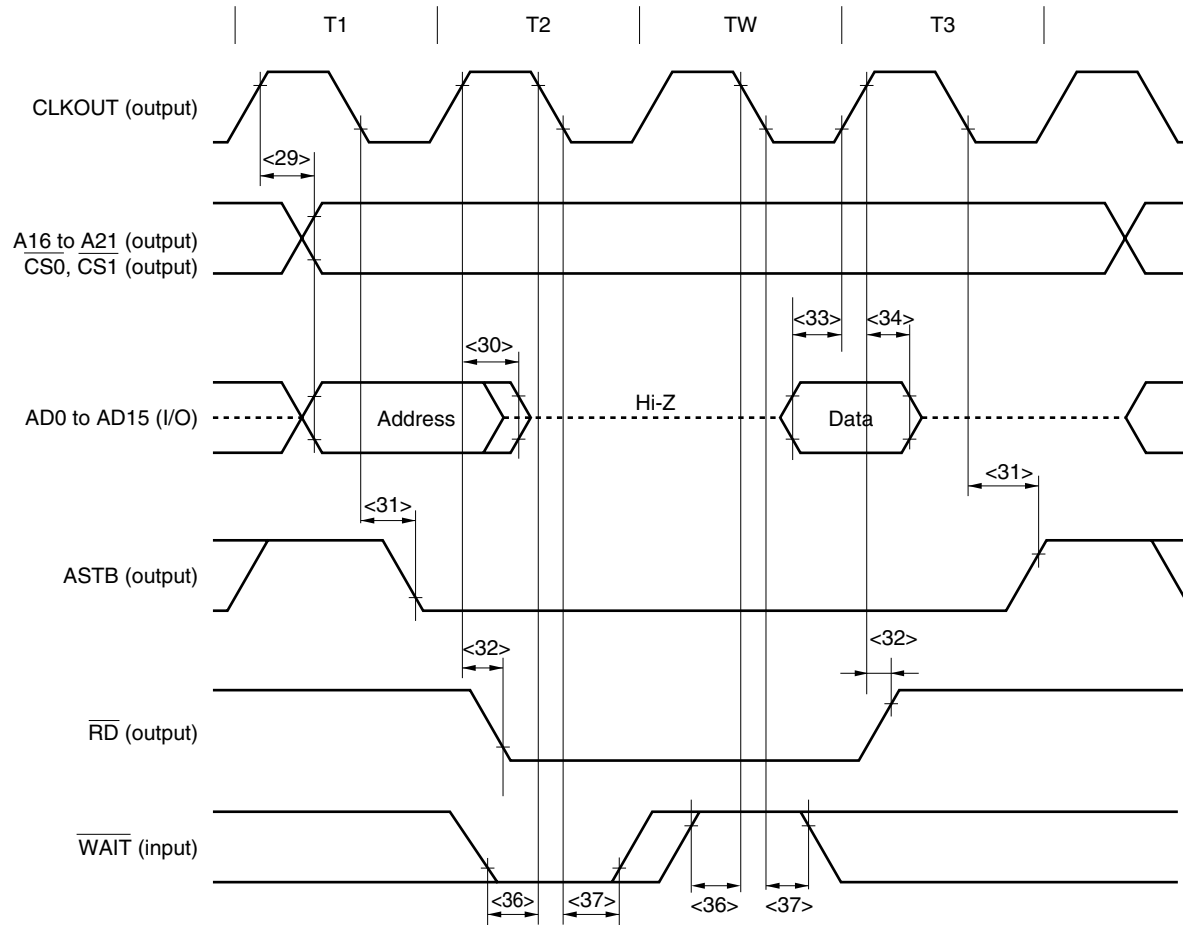 T1 T2 TW T3
CLKOUT (output)
<29>
A16 to A21 (output)
CS0, CS1 (output)
<33> <34>
<30>
AD0 to AD15 (I/O) Address Hi-Z Data
<31>
<31>
ASTB (output)
<32> <32>
RD (output)
WAIT (input)
<36> <37> <36> <37>